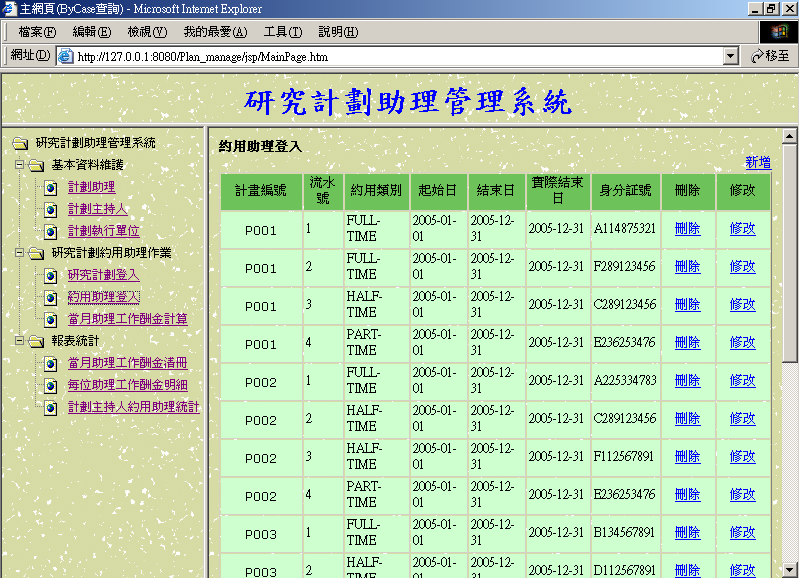 主網頁(ByCase查詢) - Microsoft Internet Explorer
檔案(F) 編輯(E) 檢視(V) 我的最愛(A) 工具(T) 說明(H)
網址(D) http://127.0.0.1:8080/Plan_manage/jsp/MainPage.htm 移至
研究計劃助理管理系統
研究計劃助理管理系統
基本資料維護
計劃助理
計劃主持人
計劃執行單位
研究計劃約用助理作業
研究計劃登入
約用助理登入
當月助理工作酬金計算
報表統計
當月助理工作酬金清冊
每位助理工作酬金明細
計劃主持人約用助理統計
約用助理登入
新增
計畫編號 流水號 約用類別 起始日 結束日 實際結束日 身分証號 刪除 修改
P001 1 FULL-TIME 2005-01-01 2005-12-31 2005-12-31 A114875321 刪除 修改
P001 2 FULL-TIME 2005-01-01 2005-12-31 2005-12-31 F289123456 刪除 修改
P001 3 HALF-TIME 2005-01-01 2005-12-31 2005-12-31 C289123456 刪除 修改
P001 4 PART-TIME 2005-01-01 2005-12-31 2005-12-31 E236253476 刪除 修改
P002 1 FULL-TIME 2005-01-01 2005-12-31 2005-12-31 A225334783 刪除 修改
P002 2 HALF-TIME 2005-01-01 2005-12-31 2005-12-31 C289123456 刪除 修改
P002 3 HALF-TIME 2005-01-01 2005-12-31 2005-12-31 F112567891 刪除 修改
P002 4 PART-TIME 2005-01-01 2005-12-31 2005-12-31 E236253476 刪除 修改
P003 1 FULL-TIME 2005-01-01 2005-12-31 2005-12-31 B134567891 刪除 修改
P003 2 HALF-TIME 2005-01-01 2005-12-31 2005-12-31 D112567891 刪除 修改